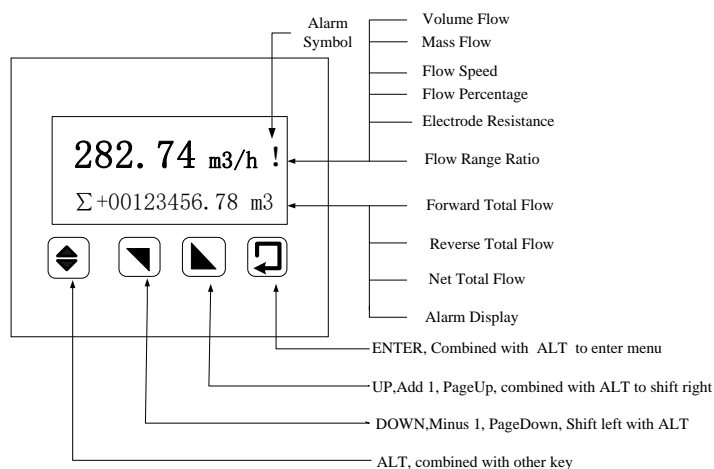 Alarm
Symbol
Volume Flow
Mass Flow
Flow Speed
Flow Percentage
Electrode Resistance
Flow Range Ratio
282.74 m3/h !
Σ+00123456.78 m3
Forward Total Flow
Reverse Total Flow
Net Total Flow
Alarm Display
ENTER, Combined with ALT to enter menu
UP,Add 1, PageUp, combined with ALT to shift right
DOWN,Minus 1, PageDown, Shift left with ALT
ALT, combined with other key